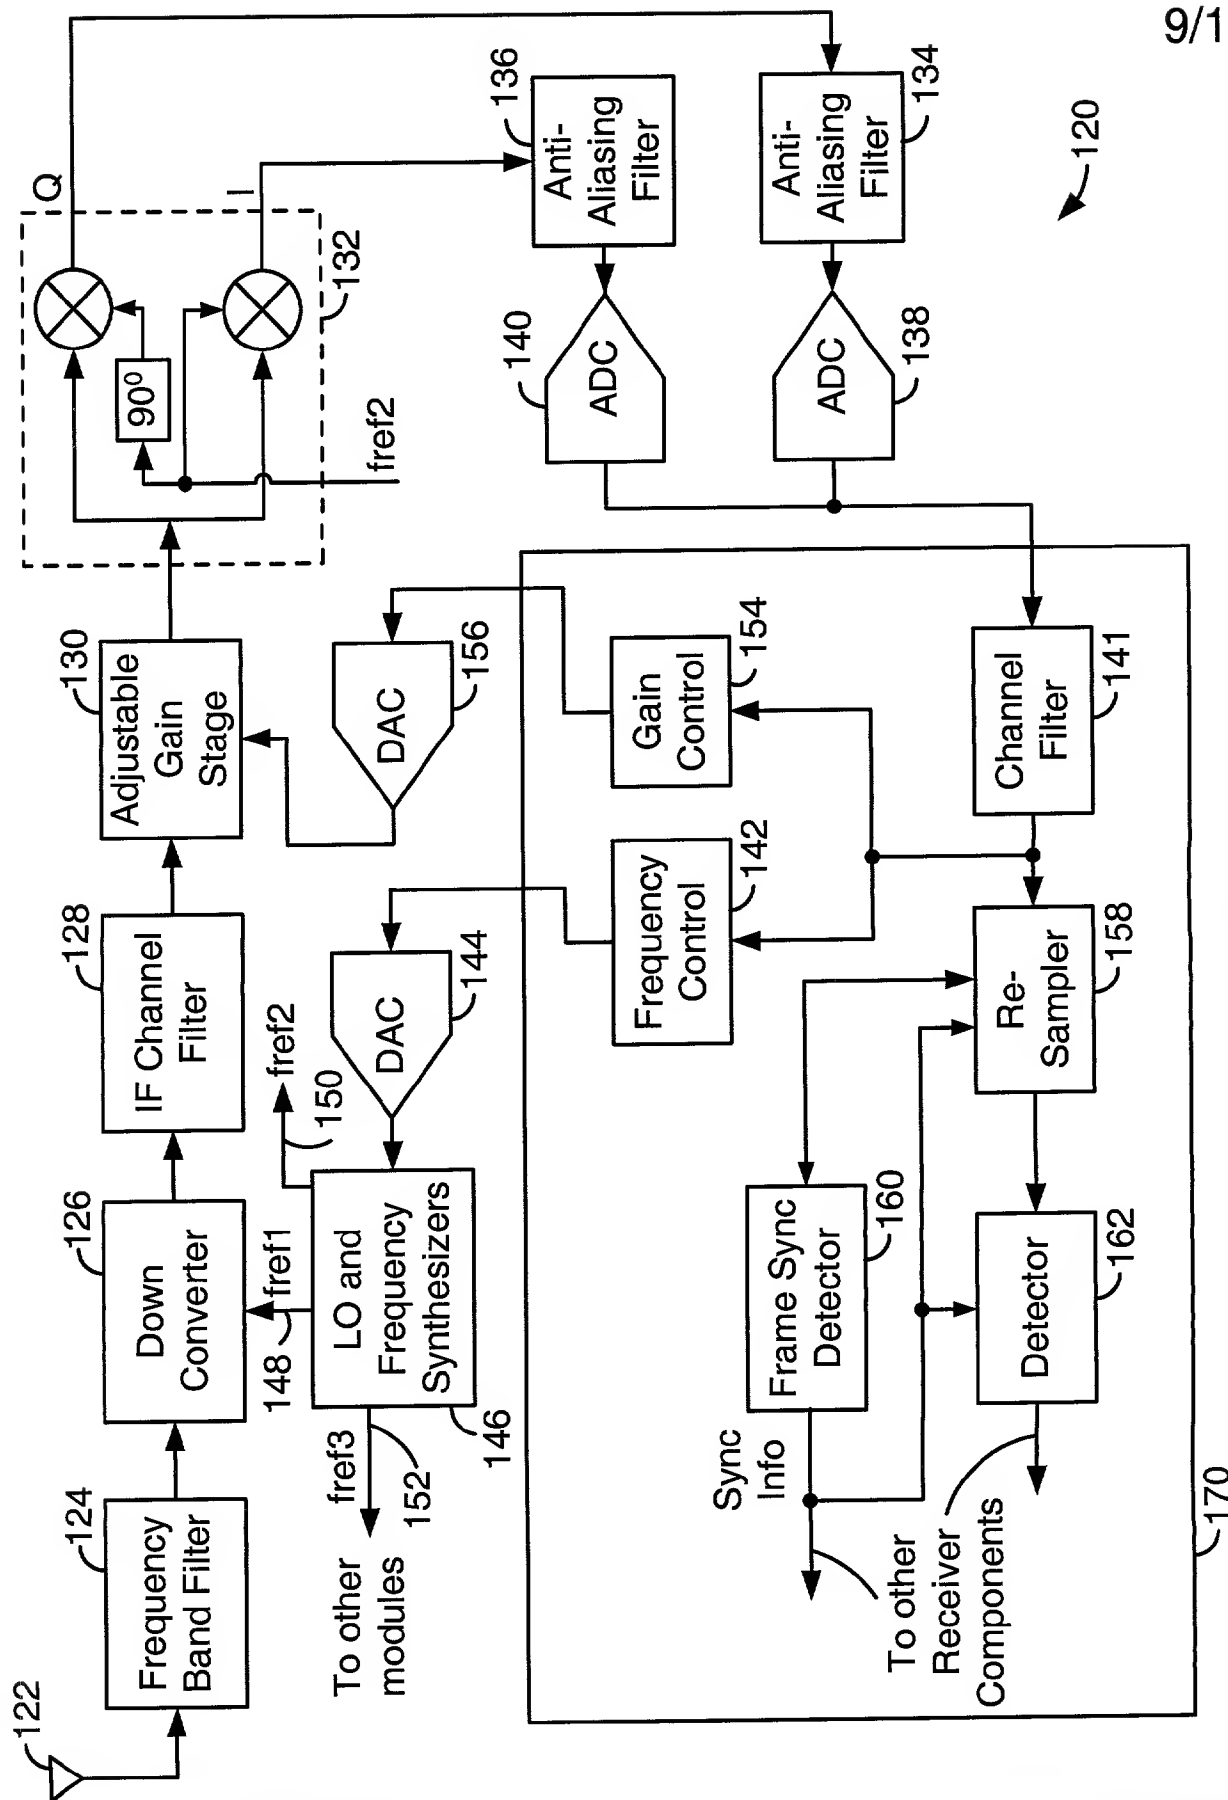 9/1
122
124
Frequency
Band Filter
126
Down
Converter
128
IF Channel
Filter
130
Adjustable
Gain
Stage
Q
I
90⁰
132
fref2
148
fref1
fref2
150
LO and
Frequency
Synthesizers
146
fref3
152
To other
modules
DAC
144
DAC
156
136
Anti-
Aliasing
Filter
140
ADC
Anti-
Aliasing
Filter
134
ADC
138
120
Frequency
Control
142
Gain
Control
154
Channel
Filter
141
Re-
Sampler
158
Frame Sync
Detector
160
Detector
162
Sync
Info
To other
Receiver
Components
170